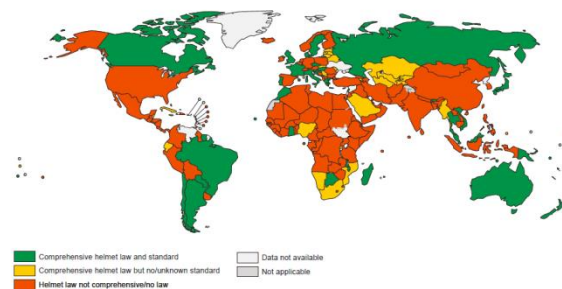 Comprehensive helmet law and standard
Comprehensive helmet law but no/unknown standard
Helmet law not comprehensive/no law
Data not available
Not applicable